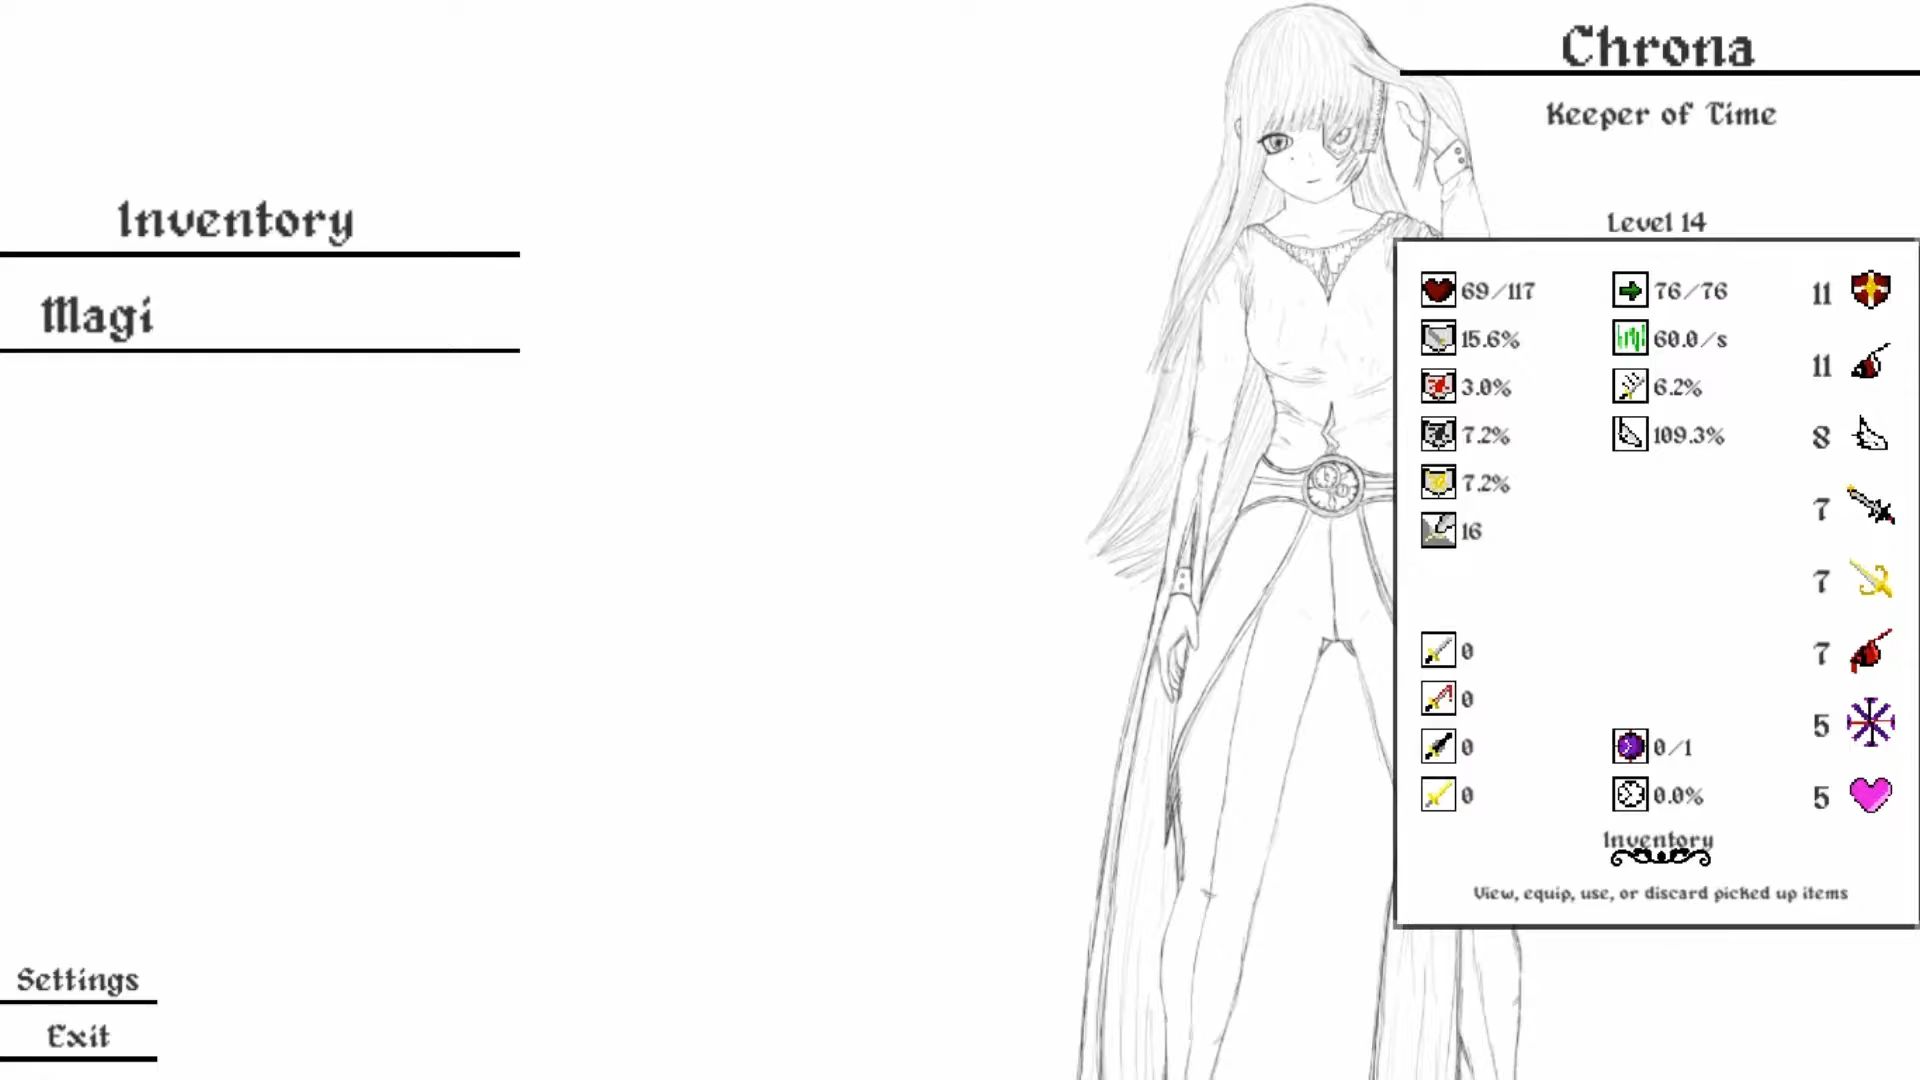 Chrona
Keeper of Time
Level 14
Inventory
Magi
Settings
Exit
69/117
76/76
11
15.6%
60.0/s
11
3.0%
6.2%
7.2%
109.3%
8
7.2%
7
16
7
0
7
0
5
0
0/1
0
0.0%
5
Inventory
View, equip, use, or discard picked up items